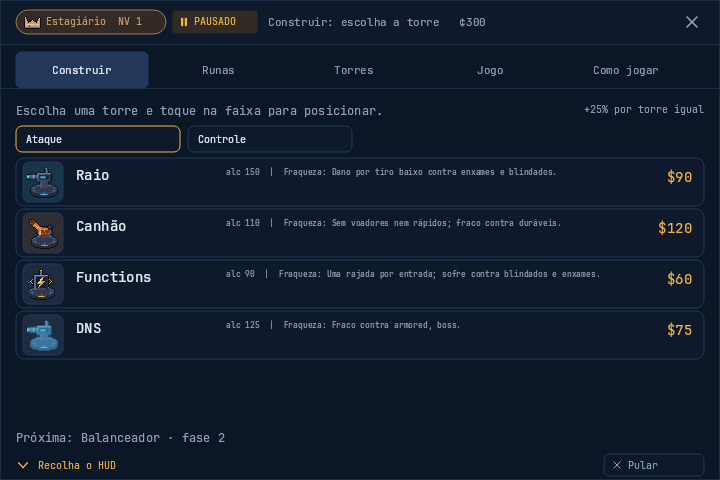 Estagiário NV 1 PAUSADO Construir: escolha a torre $300
Construir Runas Torres Jogo Como jogar
Escolha uma torre e toque na faixa para posicionar. +25% por torre igual
Ataque Controle
Raio alc 150 | Fraqueza: Dano por tiro baixo contra enxames e blindados. $90
Canhão alc 110 | Fraqueza: Sem voadores nem rápidos; fraco contra duráveis. $120
Functions alc 90 | Fraqueza: Uma rajada por entrada; sofre contra blindados e enxames. $60
DNS alc 125 | Fraqueza: Fraco contra armored, boss. $75
Próxima: Balanceador · fase 2
Recolha o HUD Pular